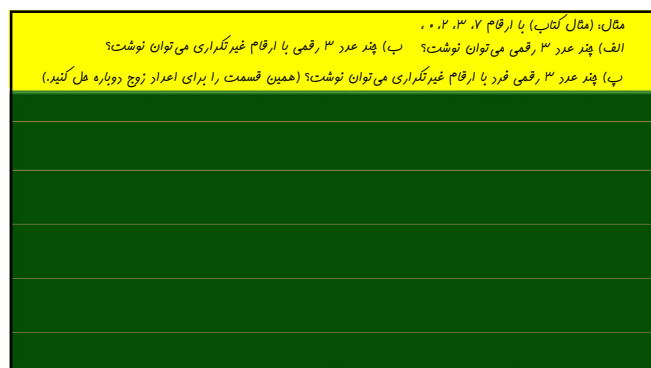 مثال: (مثال کتاب) با ارقام ۷، ۳، ۲، ۰ ،
الف) چند عدد ۳ رقمی می‌توان نوشت؟ ب) چند عدد ۳ رقمی با ارقام غیرتکراری می‌توان نوشت؟
پ) چند عدد ۳ رقمی فرد با ارقام غیرتکراری می‌توان نوشت؟ (همین قسمت را برای اعداد زوج دوباره حل کنید.)